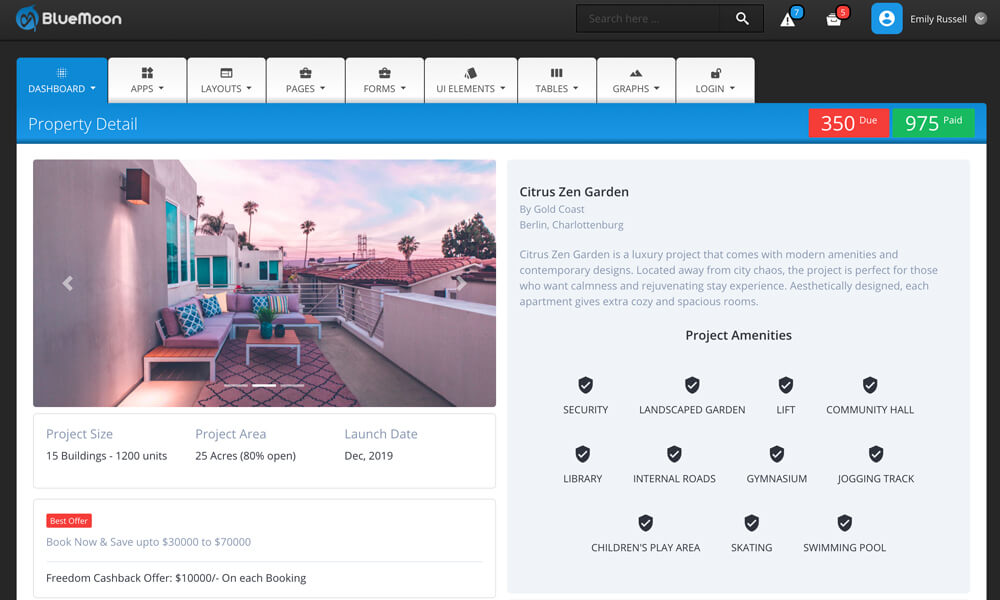 BlueMoon
Search here ...
7
5
Emily Russell
DASHBOARD
APPS
LAYOUTS
PAGES
FORMS
UI ELEMENTS
TABLES
GRAPHS
LOGIN
Property Detail
350 Due
975 Paid
Citrus Zen Garden
By Gold Coast
Berlin, Charlottenburg
Citrus Zen Garden is a luxury project that comes with modern amenities and
contemporary designs. Located away from city chaos, the project is perfect for those
who want calmness and rejuvenating stay experience. Aesthetically designed, each
apartment gives extra cozy and spacious rooms.
Project Amenities
SECURITY
LANDSCAPED GARDEN
LIFT
COMMUNITY HALL
LIBRARY
INTERNAL ROADS
GYMNASIUM
JOGGING TRACK
CHILDREN'S PLAY AREA
SKATING
SWIMMING POOL
Project Size
15 Buildings - 1200 units
Project Area
25 Acres (80% open)
Launch Date
Dec, 2019
Best Offer
Book Now & Save upto $30000 to $70000
Freedom Cashback Offer: $10000/- On each Booking